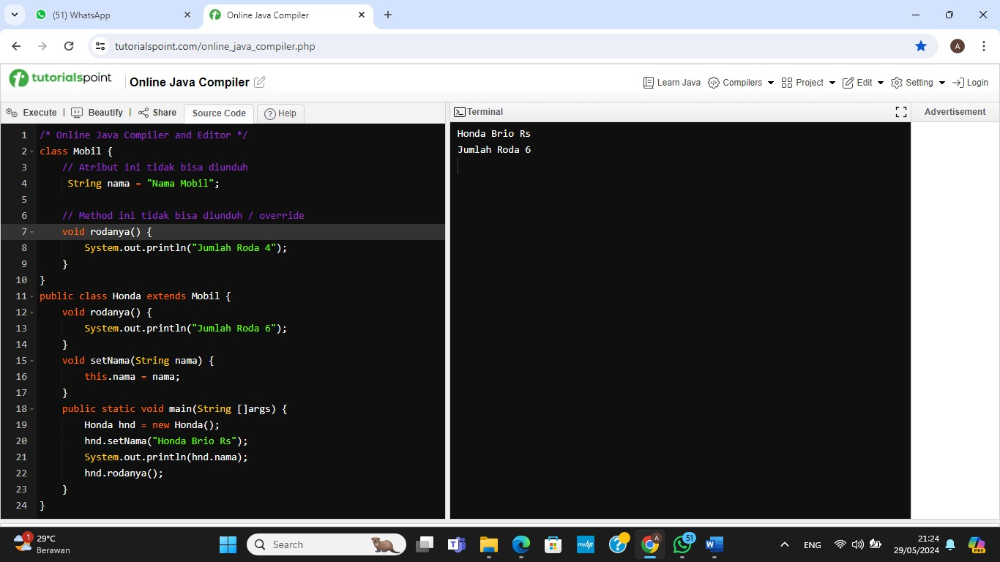 (51) WhatsApp
Online Java Compiler
tutorialspoint.com/online_java_compiler.php
A
tutorialspoint
Online Java Compiler
Learn Java
Compilers
Project
Edit
Setting
Login
Execute | Beautify | Share
Source Code
Help
Terminal
Advertisement
1 /* Online Java Compiler and Editor */
2 class Mobil {
3 // Atribut ini tidak bisa diunduh
4 String nama = "Nama Mobil";
5
6 // Method ini tidak bisa diunduh / override
7 void rodanya() {
8 System.out.println("Jumlah Roda 4");
9 }
10 }
11 public class Honda extends Mobil {
12 void rodanya() {
13 System.out.println("Jumlah Roda 6");
14 }
15 void setNama(String nama) {
16 this.nama = nama;
17 }
18 public static void main(String []args) {
19 Honda hnd = new Honda();
20 hnd.setNama("Honda Brio Rs");
21 System.out.println(hnd.nama);
22 hnd.rodanya();
23 }
24 }
Honda Brio Rs
Jumlah Roda 6
1
29°C
Berawan
Search
myhp
A
51
W
ENG
21:24
29/05/2024
PRE